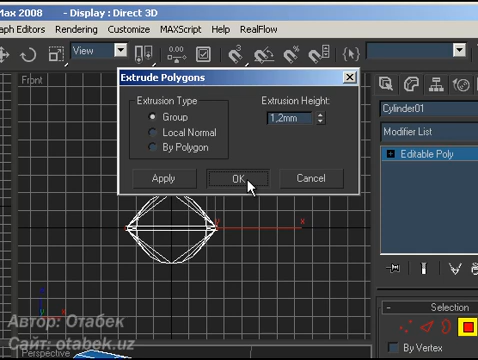 Max 2008 - Display : Direct 3D
aph Editors Rendering Customize MAXScript Help RealFlow
View
Extrude Polygons
Extrusion Type
Group
Local Normal
By Polygon
Extrusion Height:
1,2mm
Apply
OK
Cancel
Front
Cylinder01
Modifier List
Editable Poly
Selection
By Vertex
x
y
x
Perspective
Автор: Отабек
Сайт: otabek.uz